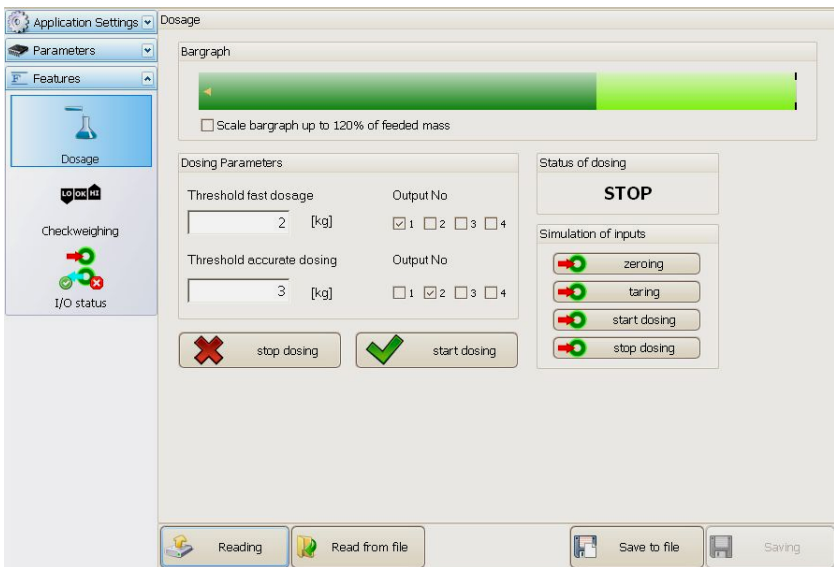 Application Settings
Parameters
F Features
Dosage
LO OK HI
Checkweighing
I/O status
Dosage
Bargraph
Scale bargraph up to 120% of feeded mass
Dosing Parameters
Threshold fast dosage
Output No
2 [kg]
1 2 3 4
Threshold accurate dosing
Output No
3 [kg]
1 2 3 4
stop dosing
start dosing
Status of dosing
STOP
Simulation of inputs
zeroing
taring
start dosing
stop dosing
Reading
Read from file
Save to file
Saving